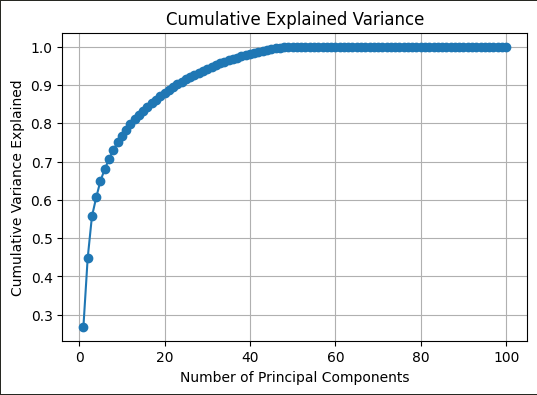 Cumulative Explained Variance
Cumulative Variance Explained
1.0
0.9
0.8
0.7
0.6
0.5
0.4
0.3
0 20 40 60 80 100
Number of Principal Components